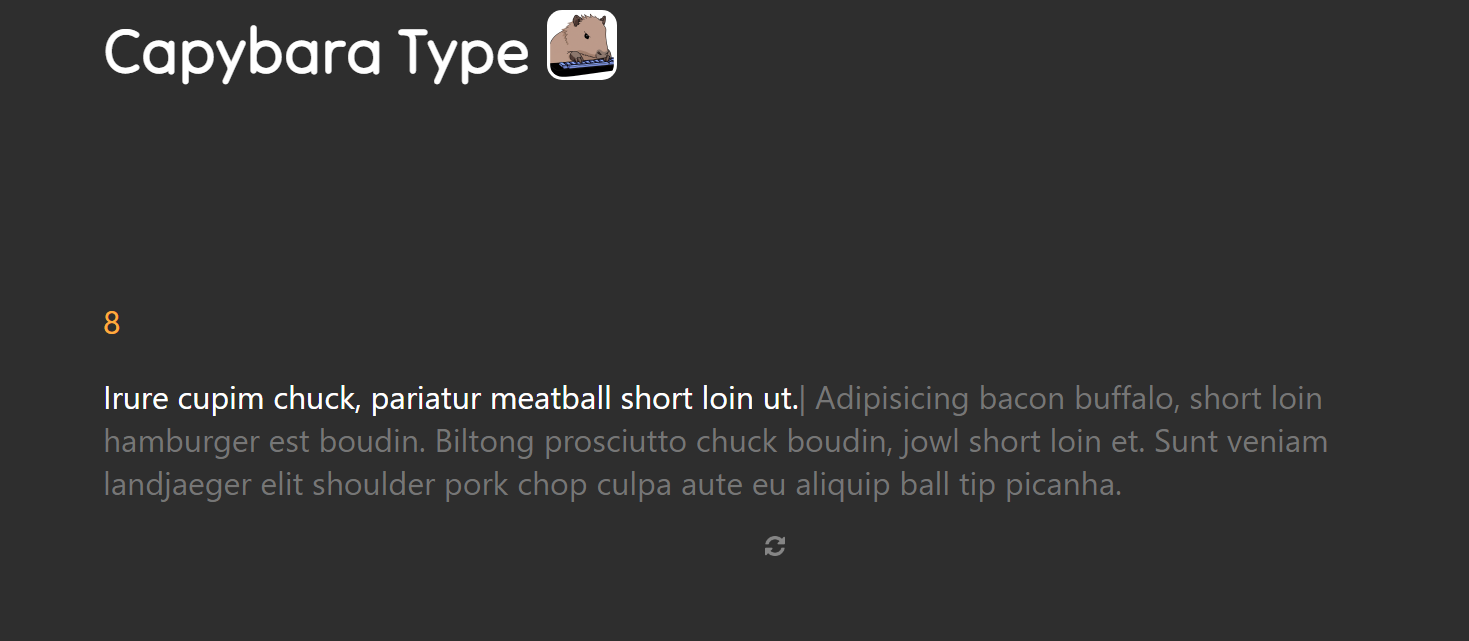 Capybara Type
8
Irure cupim chuck, pariatur meatball short loin ut.| Adipisicing bacon buffalo, short loin
hamburger est boudin. Biltong prosciutto chuck boudin, jowl short loin et. Sunt veniam
landjaeger elit shoulder pork chop culpa aute eu aliquip ball tip picanha.